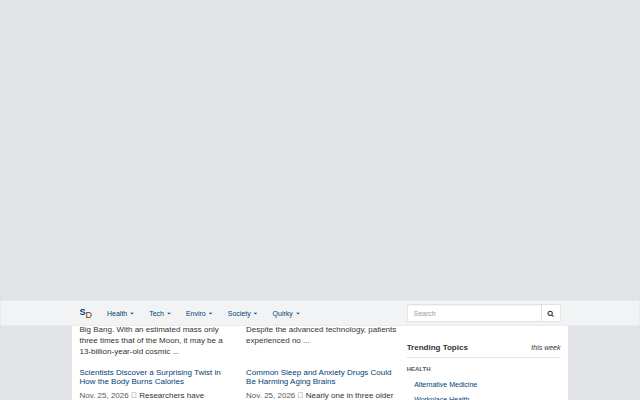 SD Health Tech Enviro Society Quirky Search
Big Bang. With an estimated mass only
three times that of the Moon, it may be a
13-billion-year-old cosmic ...
Scientists Discover a Surprising Twist in
How the Body Burns Calories
Nov. 25, 2026 Researchers have
Despite the advanced technology, patients
experienced no ...
Common Sleep and Anxiety Drugs Could
Be Harming Aging Brains
Nov. 25, 2026 Nearly one in three older
Trending Topics this week
HEALTH
Alternative Medicine
Workplace Health